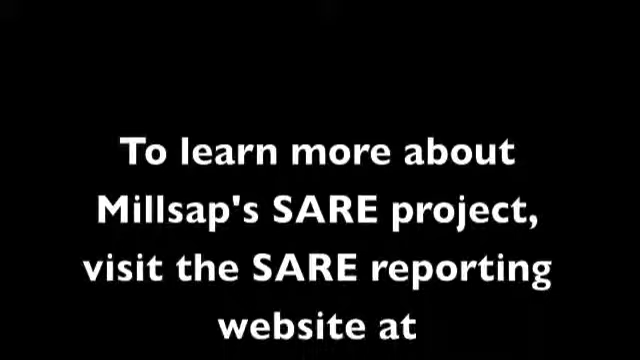 To learn more about
Millsap's SARE project,
visit the SARE reporting
website at